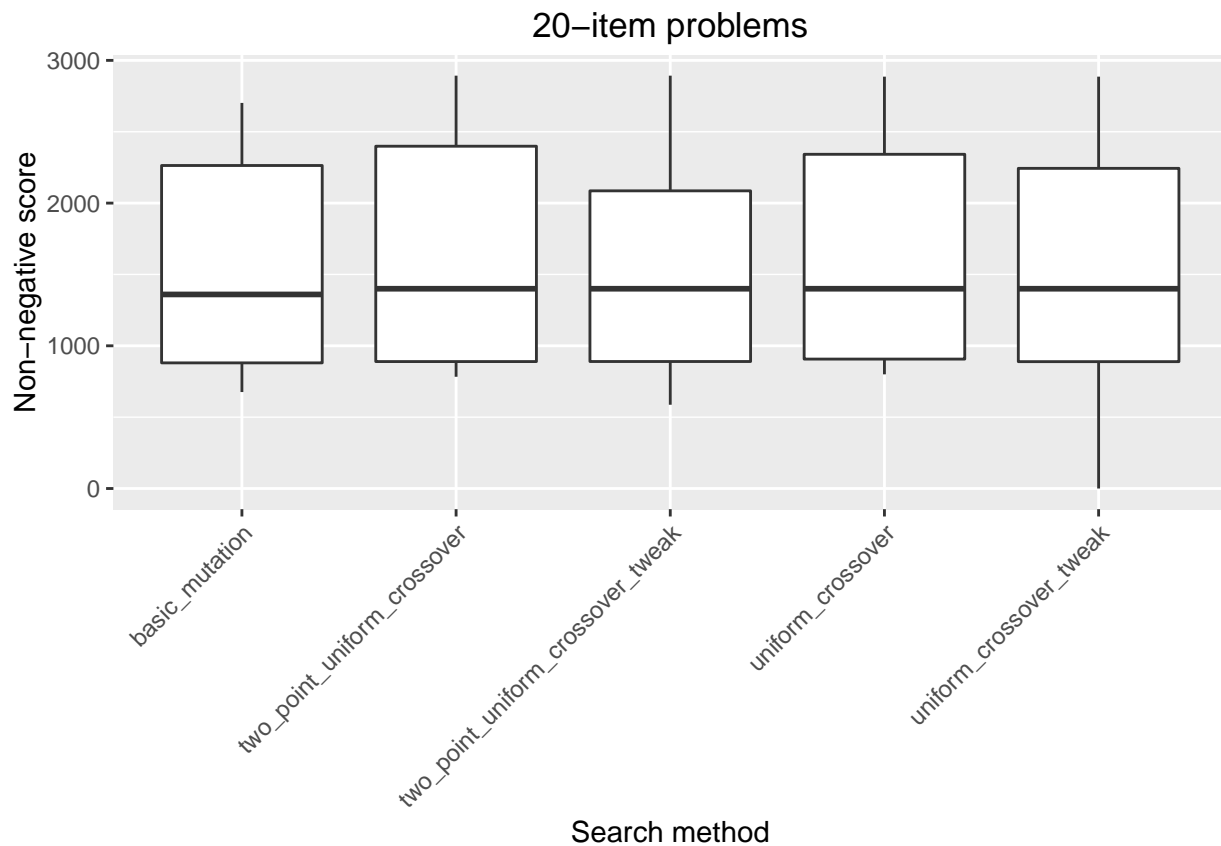 20−item problems
Non−negative score
3000
2000
1000
0
basic_mutation
two_point_uniform_crossover
two_point_uniform_crossover_tweak
uniform_crossover
uniform_crossover_tweak
Search method